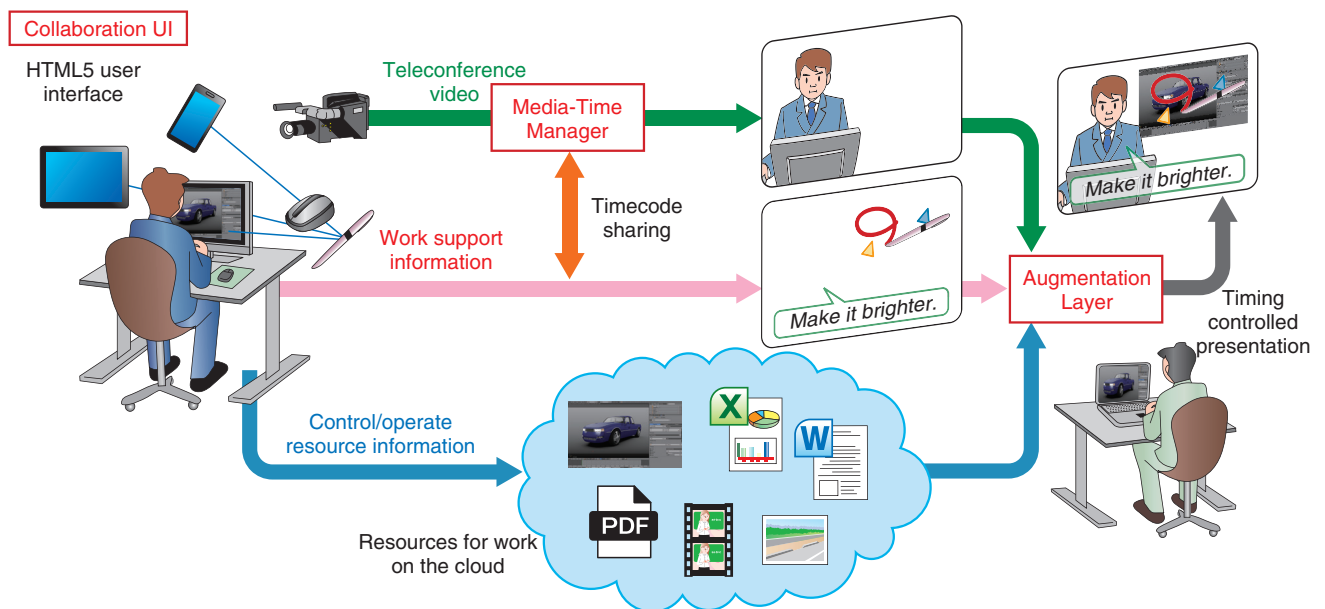 Collaboration UI
HTML5 user
interface
Teleconference
video
Media-Time
Manager
Timecode
sharing
Work support
information
Make it brighter.
Make it brighter.
Augmentation
Layer
Timing
controlled
presentation
Control/operate
resource information
X
W
PDF
Resources for work
on the cloud